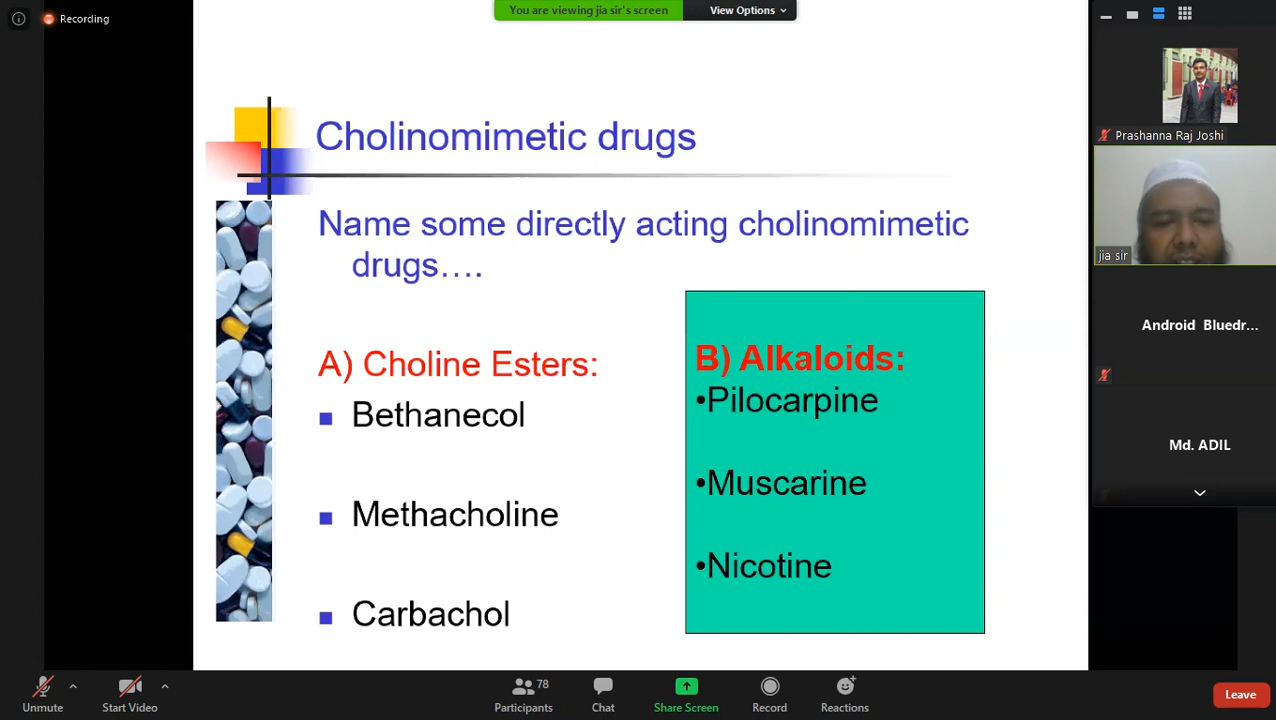 Recording
You are viewing jia sir's screen
View Options
Cholinomimetic drugs
Name some directly acting cholinomimetic
drugs….
A) Choline Esters:
Bethanecol
Methacholine
Carbachol
B) Alkaloids:
•Pilocarpine
•Muscarine
•Nicotine
Prashanna Raj Joshi
jia sir
Android Bluedr...
Md. ADIL
Unmute
Start Video
78
Participants
Chat
Share Screen
Record
Reactions
Leave